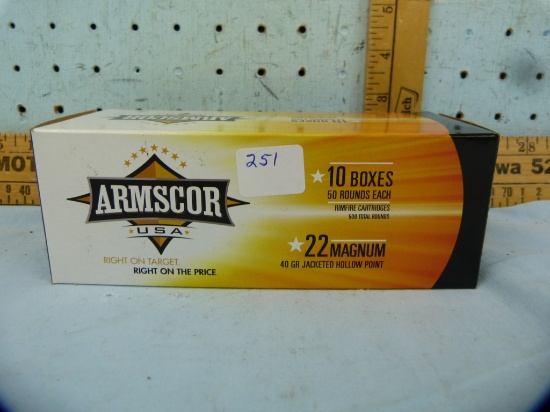 ARMSCOR
251
ARMSCOR
USA
RIGHT ON TARGET.
RIGHT ON THE PRICE.
10 BOXES
50 ROUNDS EACH
RIMFIRE CARTRIDGES
500 TOTAL ROUNDS
22 MAGNUM
40 GR JACKETED HOLLOW POINT